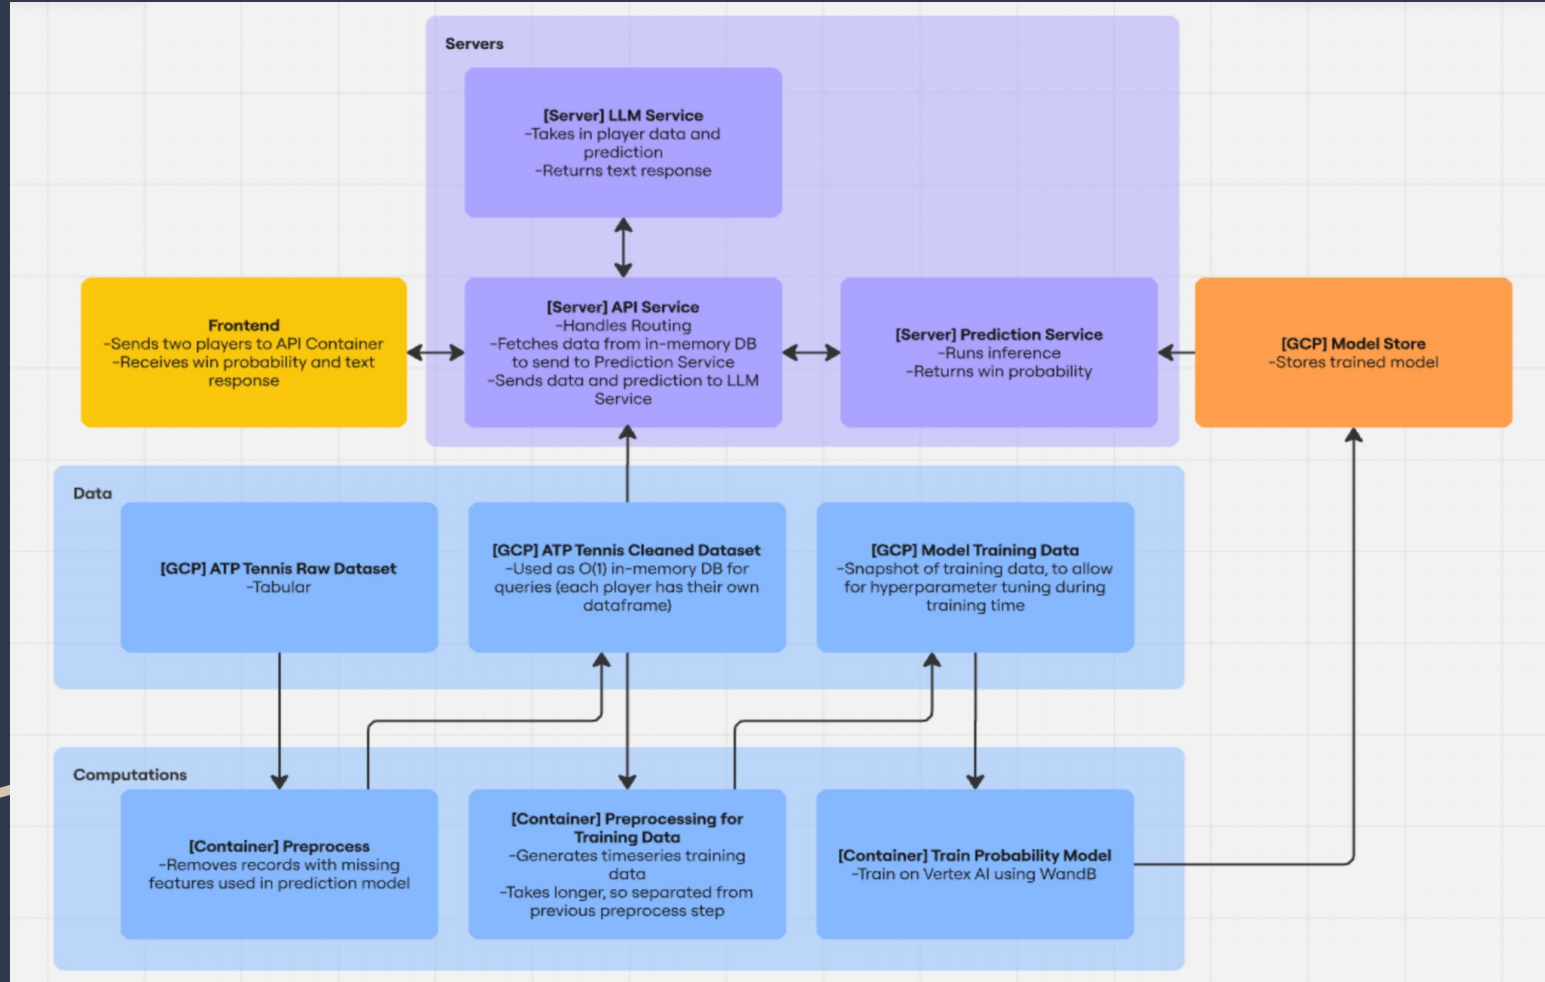 Servers
[Server] LLM Service
-Takes in player data and
prediction
-Returns text response
Frontend
-Sends two players to API Container
-Receives win probability and text
response
[Server] API Service
-Handles Routing
-Fetches data from in-memory DB
to send to Prediction Service
-Sends data and prediction to LLM
Service
[Server] Prediction Service
-Runs inference
-Returns win probability
[GCP] Model Store
-Stores trained model
Data
[GCP] ATP Tennis Raw Dataset
-Tabular
[GCP] ATP Tennis Cleaned Dataset
-Used as O(1) in-memory DB for
queries (each player has their own
dataframe)
[GCP] Model Training Data
-Snapshot of training data, to allow
for hyperparameter tuning during
training time
Computations
[Container] Preprocess
-Removes records with missing
features used in prediction model
[Container] Preprocessing for
Training Data
-Generates timeseries training
data
-Takes longer, so separated from
previous preprocess step
[Container] Train Probability Model
-Train on Vertex AI using WandB